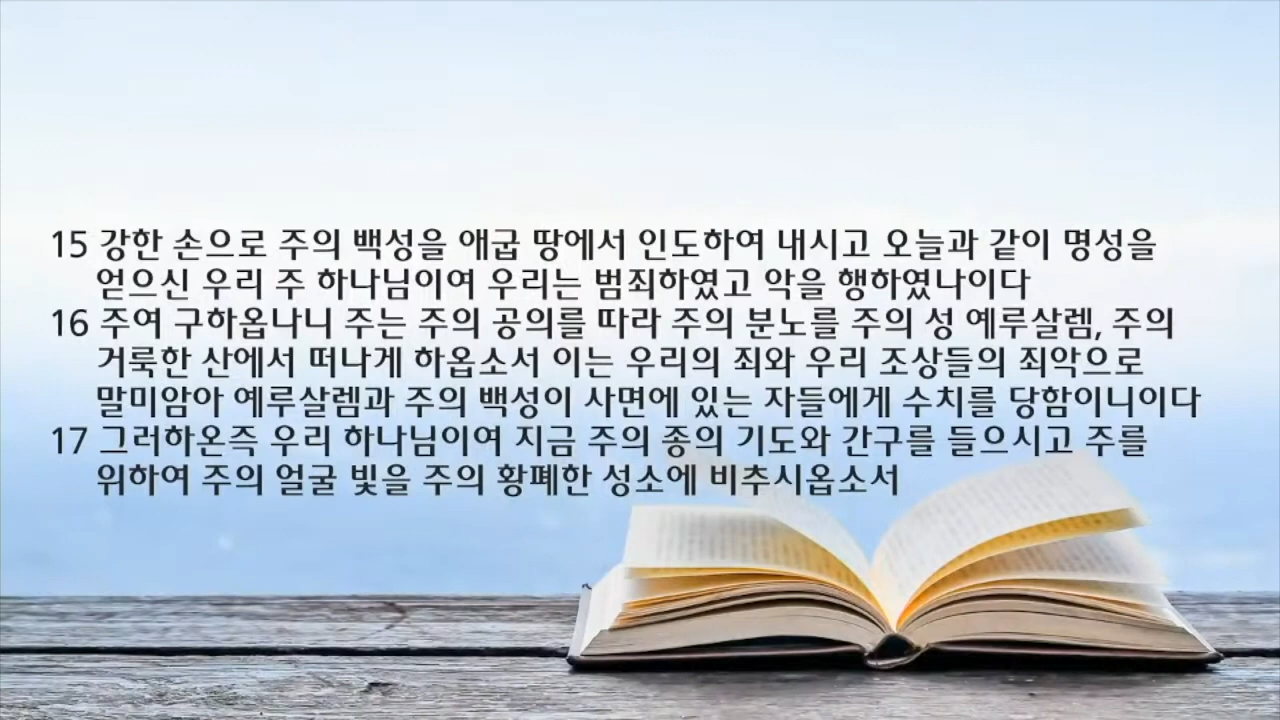 15 강한 손으로 주의 백성을 애굽 땅에서 인도하여 내시고 오늘과 같이 명성을
얻으신 우리 주 하나님이여 우리는 범죄하였고 악을 행하였나이다
16 주여 구하옵나니 주는 주의 공의를 따라 주의 분노를 주의 성 예루살렘, 주의
거룩한 산에서 떠나게 하옵소서 이는 우리의 죄와 우리 조상들의 죄악으로
말미암아 예루살렘과 주의 백성이 사면에 있는 자들에게 수치를 당함이니이다
17 그러하온즉 우리 하나님이여 지금 주의 종의 기도와 간구를 들으시고 주를
위하여 주의 얼굴 빛을 주의 황폐한 성소에 비추시옵소서